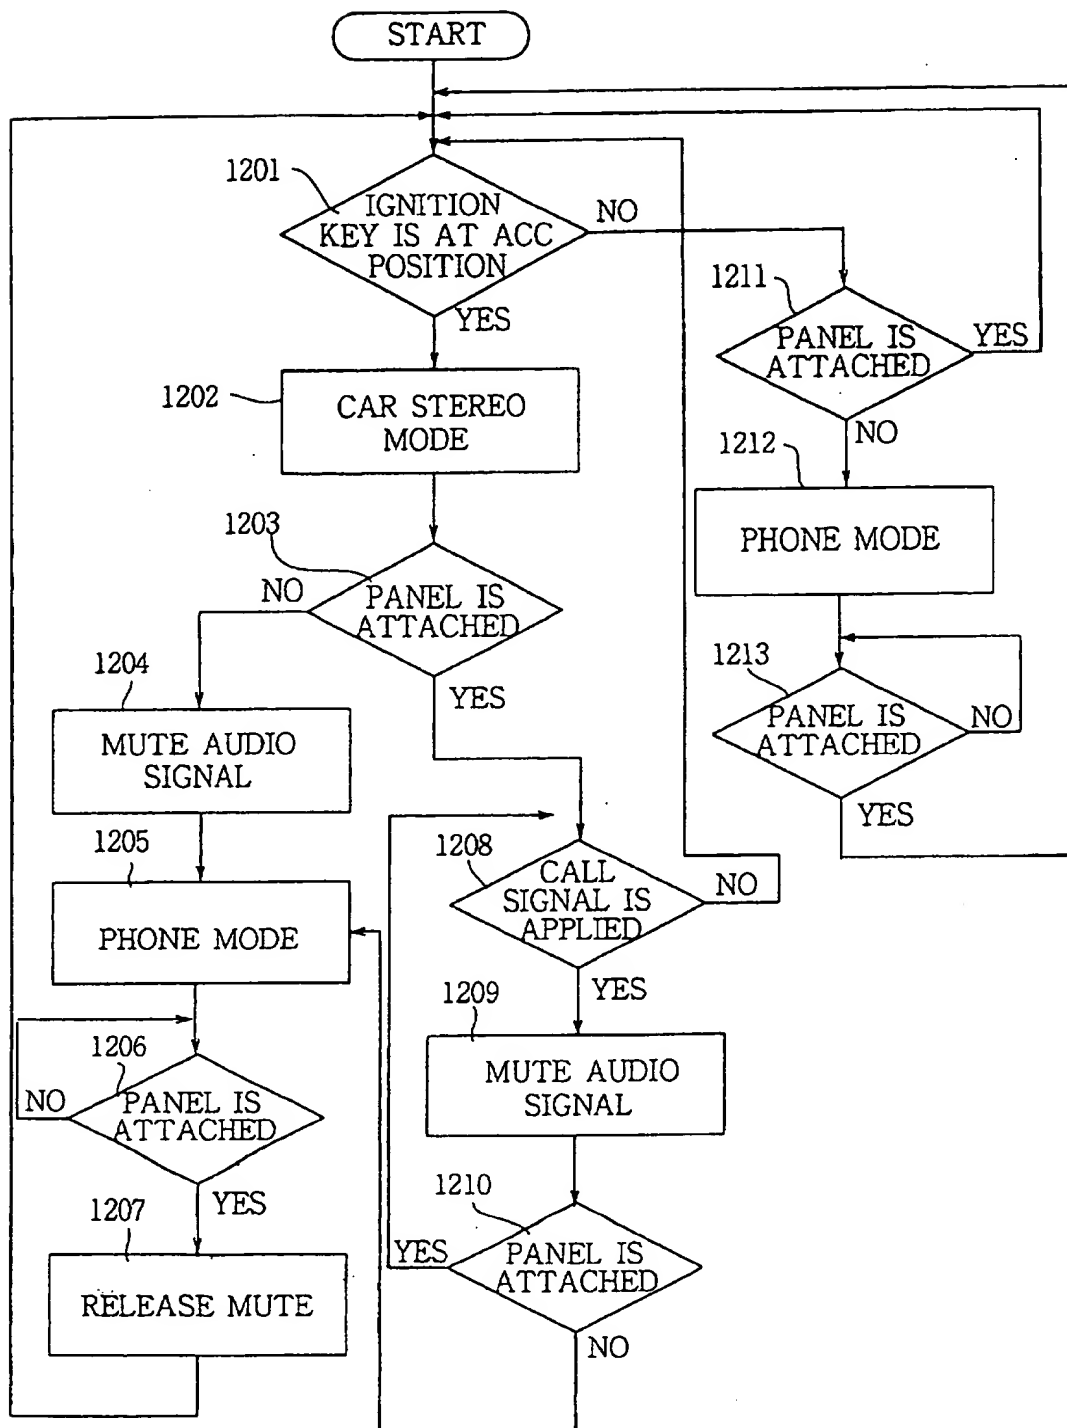 START
1201
IGNITION
KEY IS AT ACC
POSITION
NO
YES
1211
PANEL IS
ATTACHED
YES
NO
1202
CAR STEREO
MODE
1212
PHONE MODE
1203
PANEL IS
ATTACHED
NO
YES
1213
PANEL IS
ATTACHED
NO
YES
1204
MUTE AUDIO
SIGNAL
1205
PHONE MODE
1208
CALL
SIGNAL IS
APPLIED
NO
YES
1206
PANEL IS
ATTACHED
NO
YES
1209
MUTE AUDIO
SIGNAL
1207
RELEASE MUTE
1210
PANEL IS
ATTACHED
YES
NO